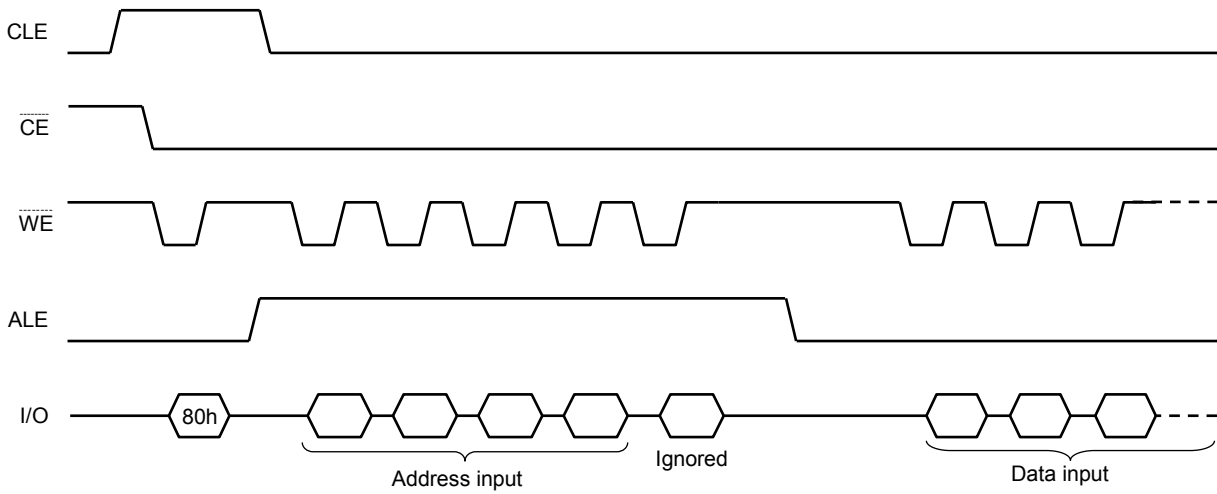 CLE
CE
WE
ALE
I/O
80h
Address input
Ignored
Data input